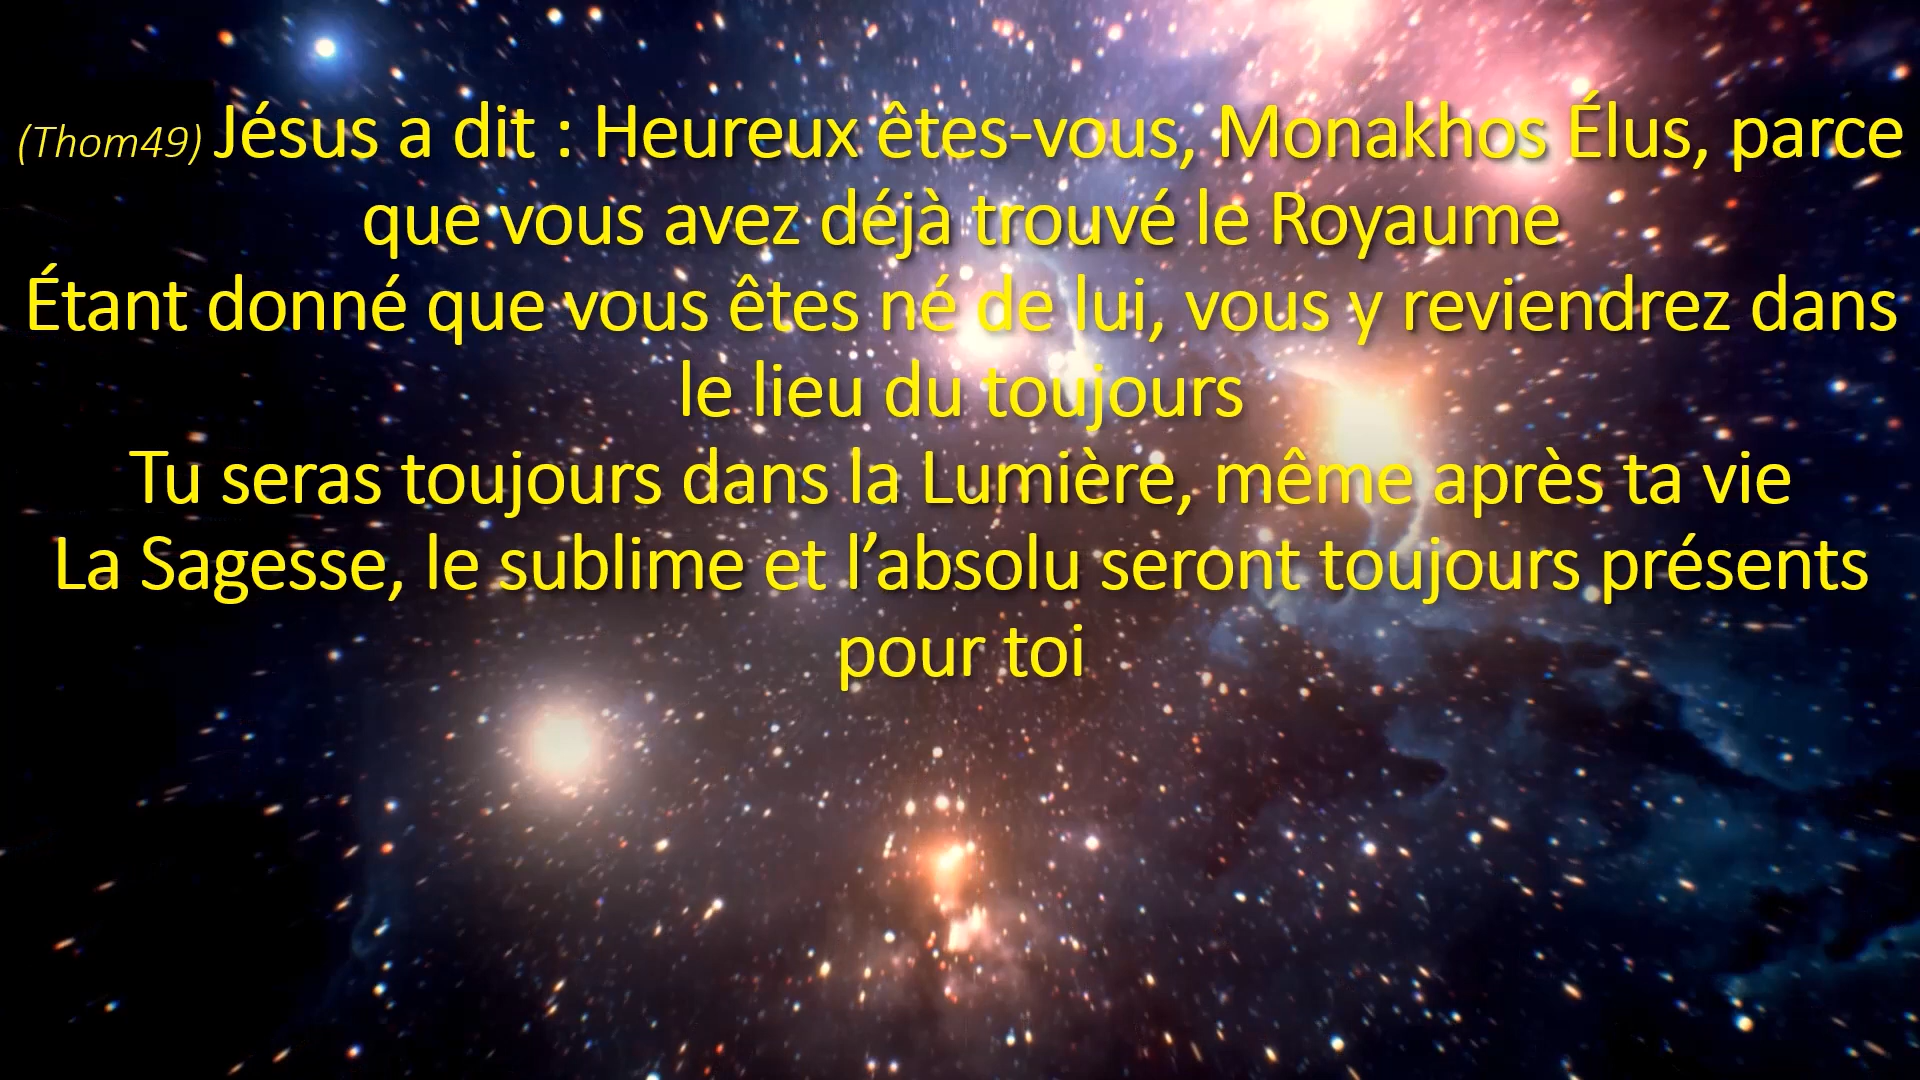 (Thom49) Jésus a dit : Heureux êtes-vous, Monakhos Élus, parce
que vous avez déjà trouvé le Royaume
Étant donné que vous êtes né de lui, vous y reviendrez dans
le lieu du toujours
Tu seras toujours dans la Lumière, même après ta vie
La Sagesse, le sublime et l’absolu seront toujours présents
pour toi